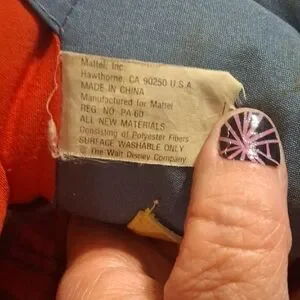 Mattel, Inc.
Hawthorne, CA 90250 U.S.A.
MADE IN CHINA
Manufactured for Mattel
REG. NO. PA-60
ALL NEW MATERIALS
Consisting of Polyester Fibers
SURFACE WASHABLE ONLY
© The Walt Disney Company